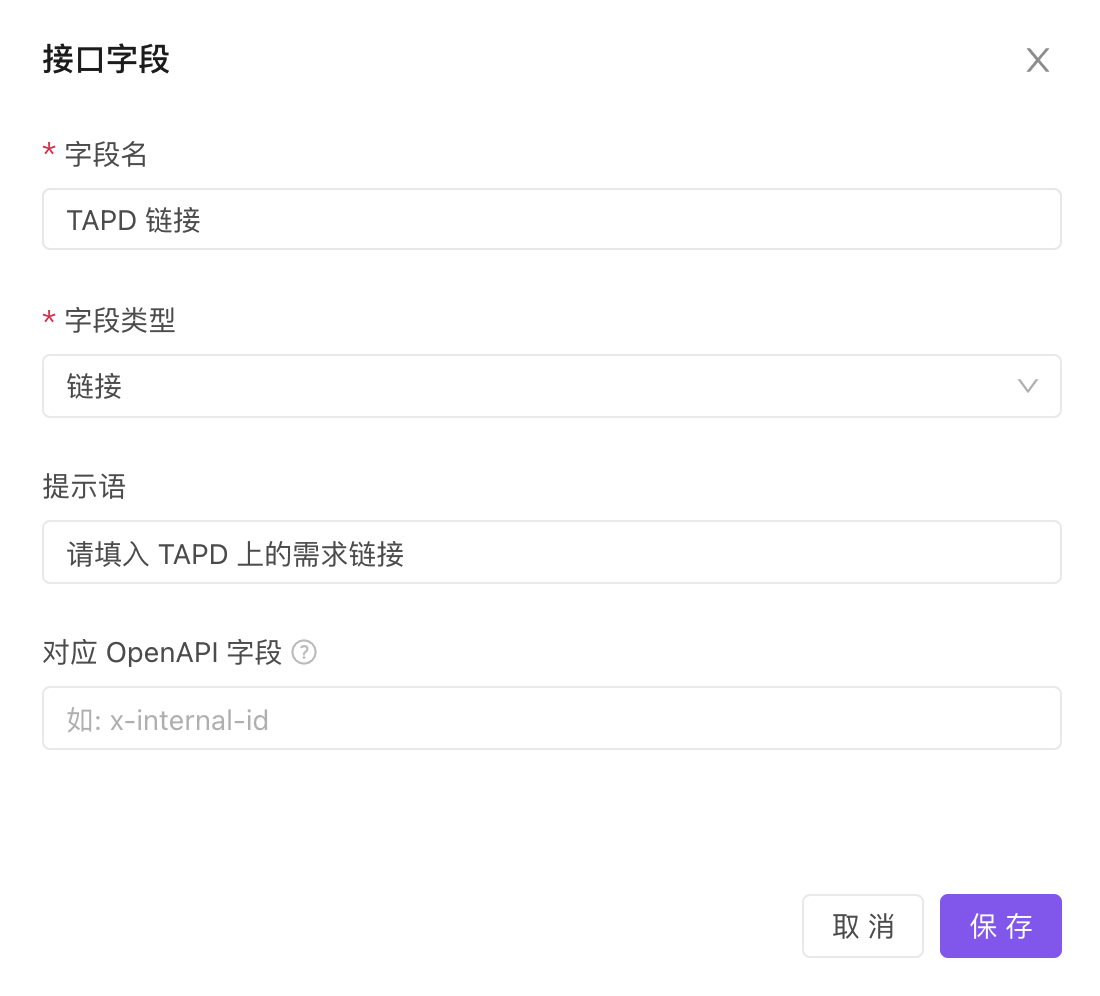 接口字段
* 字段名
TAPD 链接
* 字段类型
链接
提示语
请填入 TAPD 上的需求链接
对应 OpenAPI 字段 ?
如: x-internal-id
取 消
保 存